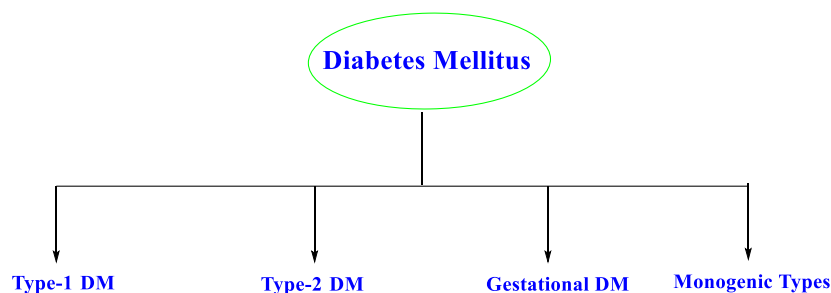 Diabetes Mellitus
Type-1 DM
Type-2 DM
Gestational DM
Monogenic Types